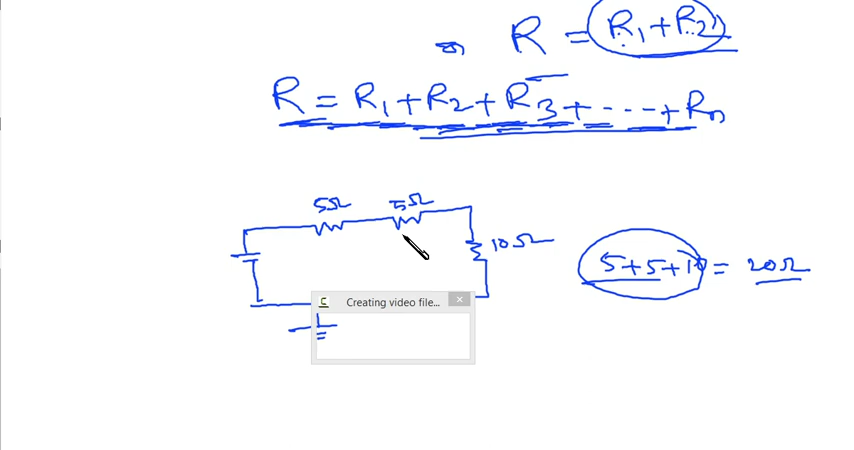 R = R1 + R2
R = R1 + R2 + R3 + --- + Rn
5Ω 5Ω
10Ω 5+5+10 = 20Ω
C Creating video file...